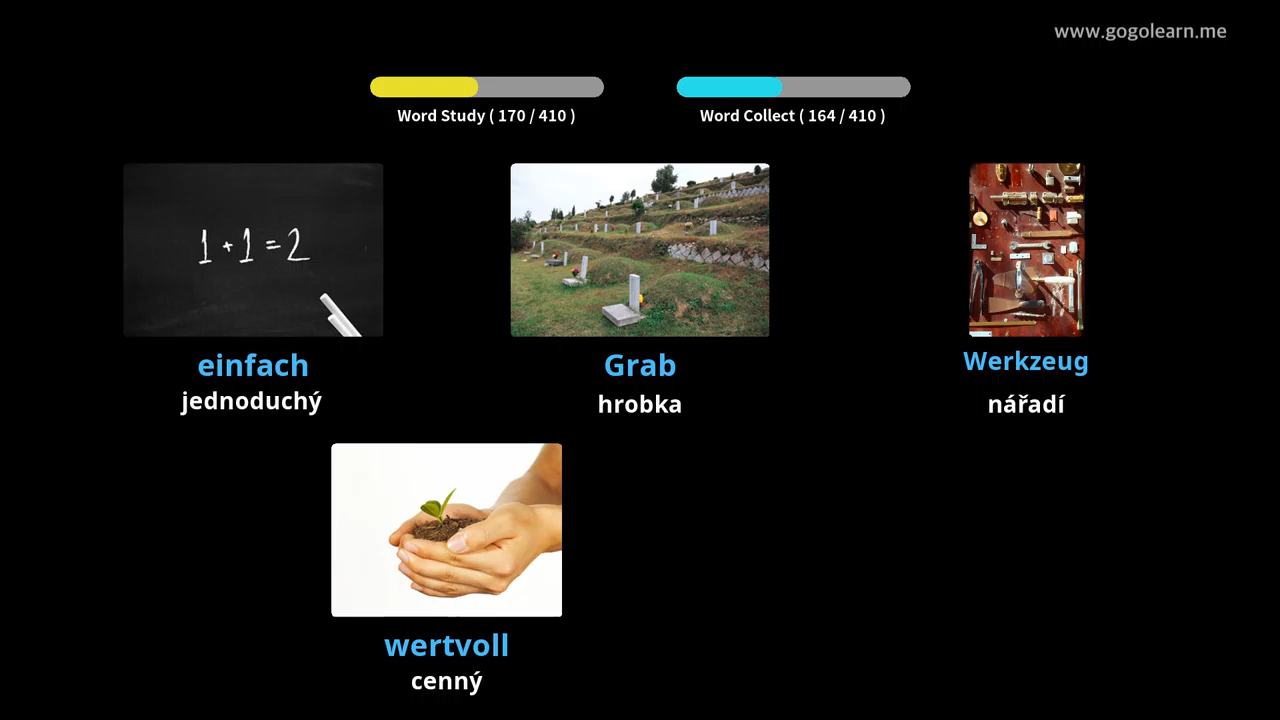 www.gogolearn.me
Word Study ( 170 / 410 )
Word Collect ( 164 / 410 )
1 + 1 = 2
einfach
jednoduchý
Grab
hrobka
Werkzeug
nářadí
wertvoll
cenný